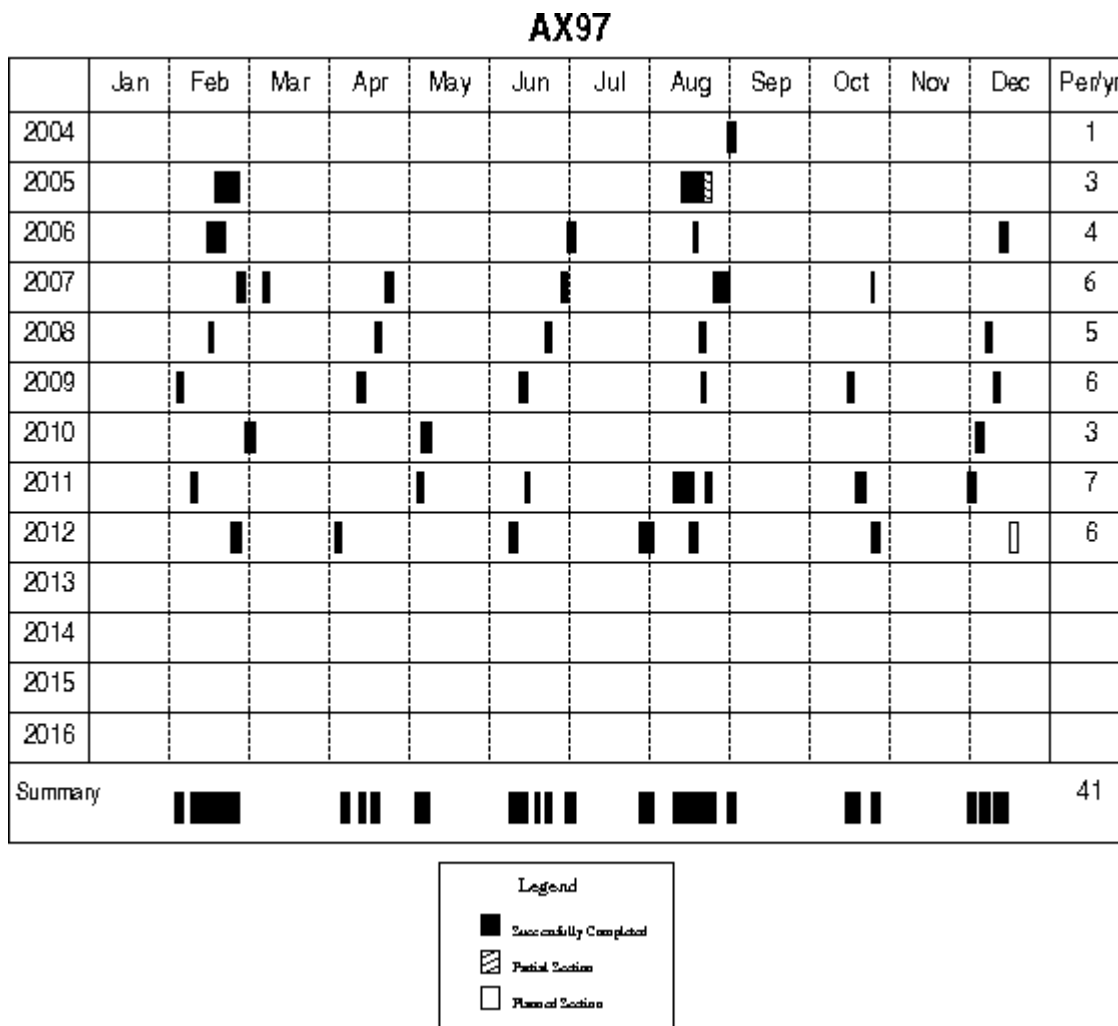 AX97
Jan Feb Mar Apr May Jun Jul Aug Sep Oct Nov Dec Per/yr
2004 1
2005 3
2006 4
2007 6
2008 5
2009 6
2010 3
2011 7
2012 6
2013
2014
2015
2016
Summary 41
Legend
Successfully Completed
Partial Section
Planned Section